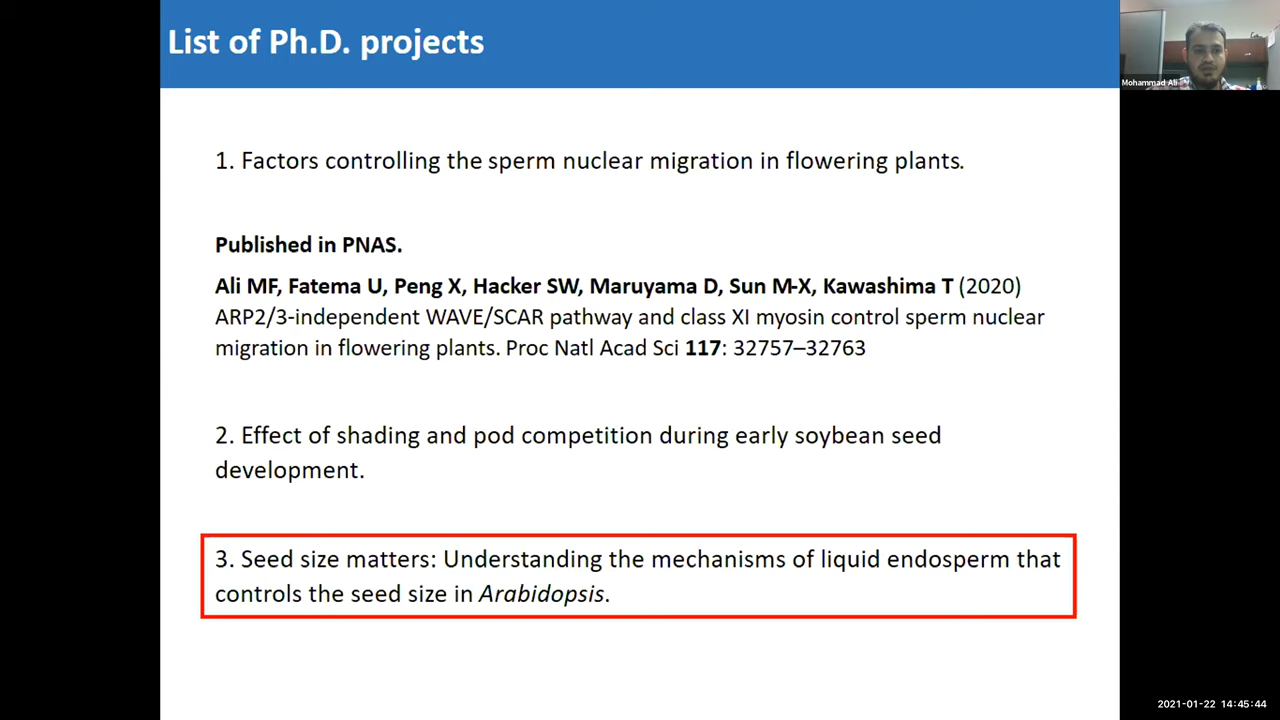 List of Ph.D. projects
Mohammad Ali
1. Factors controlling the sperm nuclear migration in flowering plants.
Published in PNAS.
Ali MF, Fatema U, Peng X, Hacker SW, Maruyama D, Sun M-X, Kawashima T (2020)
ARP2/3-independent WAVE/SCAR pathway and class XI myosin control sperm nuclear
migration in flowering plants. Proc Natl Acad Sci 117: 32757–32763
2. Effect of shading and pod competition during early soybean seed
development.
3. Seed size matters: Understanding the mechanisms of liquid endosperm that
controls the seed size in Arabidopsis.
2021-01-22 14:45:44